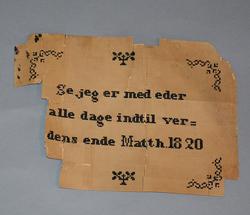 Se jeg er med eder
alle dage indtil ver=
dens ende Matth. 18 20